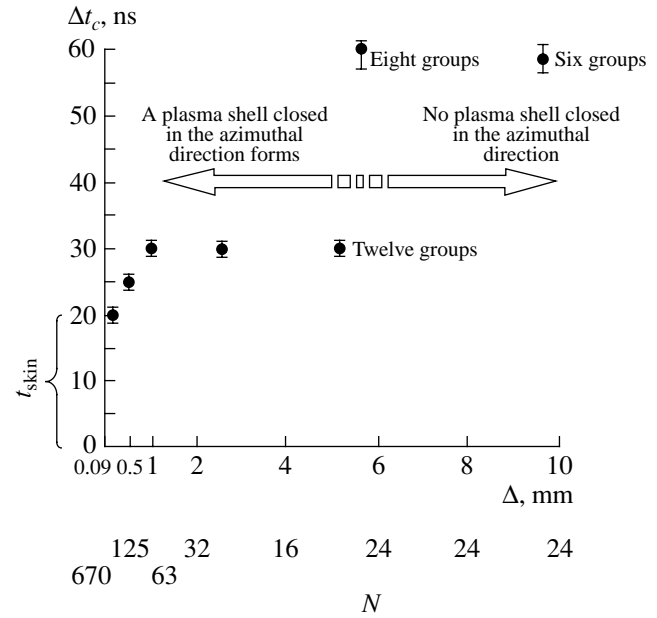 Δt_c, ns
60
Eight groups
Six groups
50
A plasma shell closed
in the azimuthal
direction forms
No plasma shell closed
in the azimuthal
direction
40
30
Twelve groups
20
t_skin
10
0
0.09 0.5 1 2 4 6 8 10
Δ, mm
125 32 16 24 24 24
670 63
N